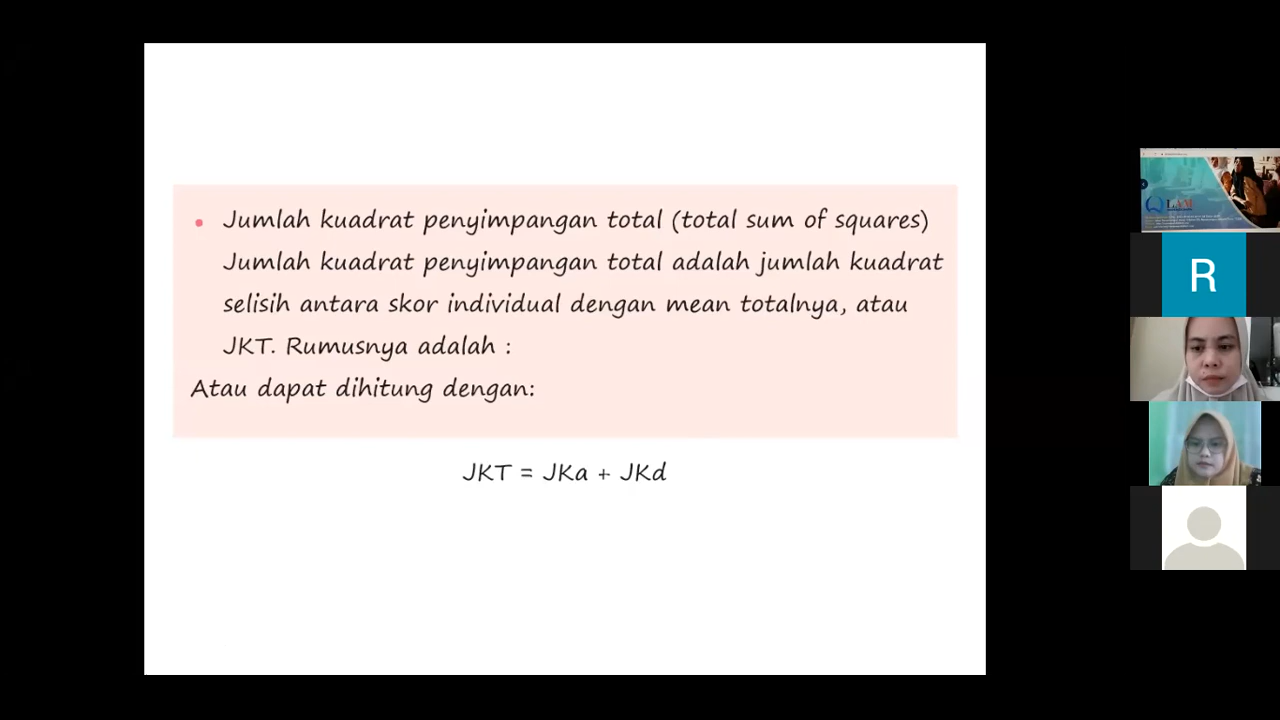 • Jumlah kuadrat penyimpangan total (total sum of squares)
Jumlah kuadrat penyimpangan total adalah jumlah kuadrat
selisih antara skor individual dengan mean totalnya, atau
JKT. Rumusnya adalah :
Atau dapat dihitung dengan:
JKT = JKa + JKd
R